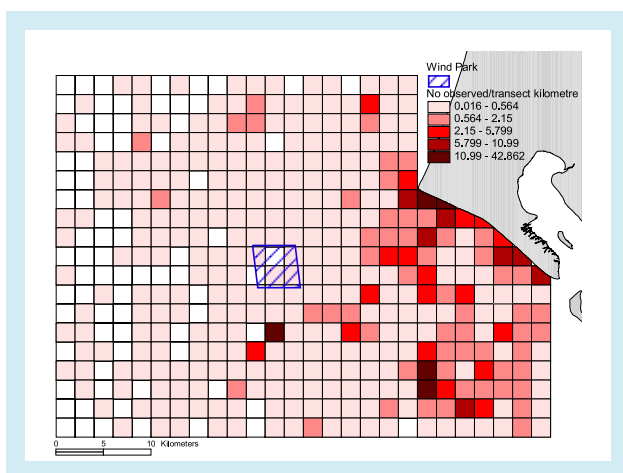 Wind Park
No observed/transect kilometre
0.016 - 0.564
0.564 - 2.15
2.15 - 5.799
5.799 - 10.99
10.99 - 42.862
0 5 10 Kilometers